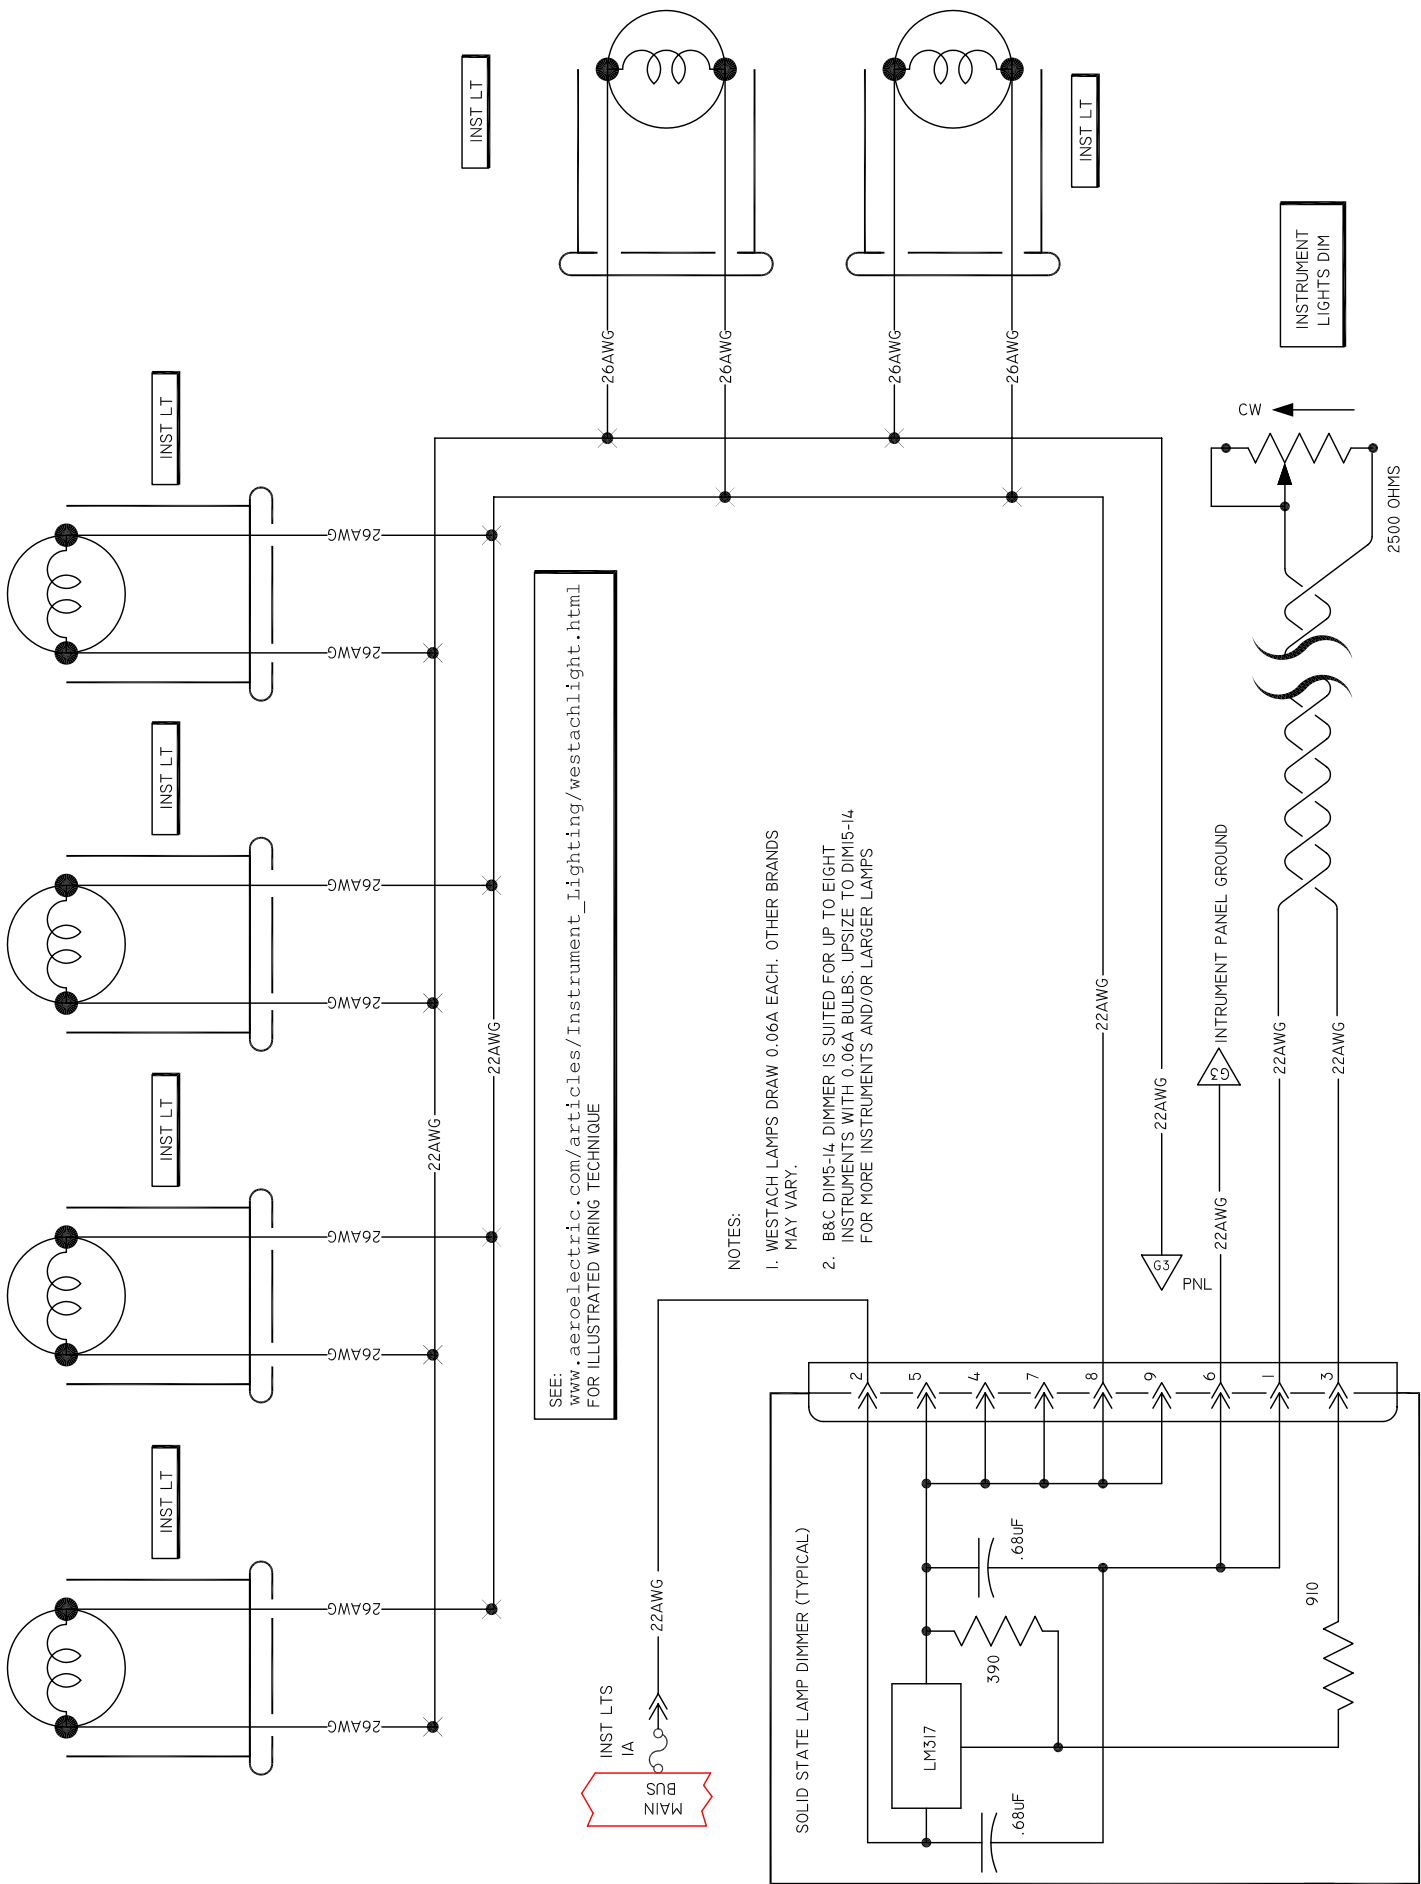 INST LT
INST LT
INST LT
INST LT
INST LT
INST LT
26AWG
26AWG
26AWG
26AWG
26AWG
26AWG
26AWG
26AWG
26AWG
26AWG
26AWG
26AWG
22AWG
22AWG
SEE:
www.aeroelectric.com/articles/Instrument_Lighting/westachlight.html
FOR ILLUSTRATED WIRING TECHNIQUE
NOTES:
1. WESTACH LAMPS DRAW 0.06A EACH. OTHER BRANDS
MAY VARY.
2. B&C DIM5-14 DIMMER IS SUITED FOR UP TO EIGHT
INSTRUMENTS WITH 0.06A BULBS. UPSIZE TO DIM15-14
FOR MORE INSTRUMENTS AND/OR LARGER LAMPS
INSTRUMENT
LIGHTS DIM
CW
2500 OHMS
22AWG
22AWG
G3
PNL
22AWG
G3
INTRUMENT PANEL GROUND
22AWG
22AWG
MAIN
BUS
INST LTS
1A
22AWG
SOLID STATE LAMP DIMMER (TYPICAL)
2
5
4
7
8
9
6
1
3
LM317
390
.68uF
.68uF
910